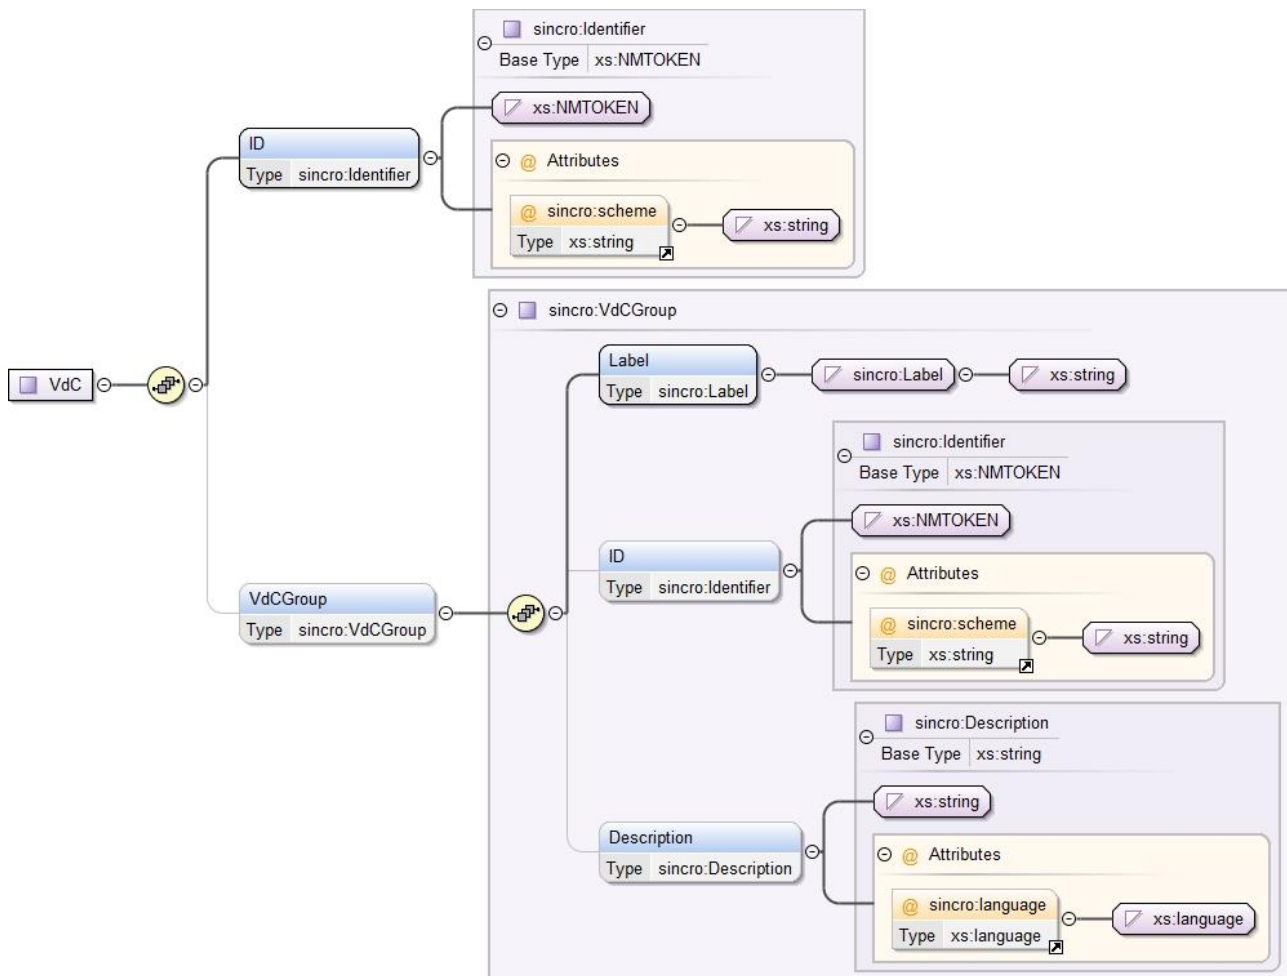 sincro:Identifier
Base Type xs:NMTOKEN
xs:NMTOKEN
ID
Type sincro:Identifier
@ Attributes
@ sincro:scheme
Type xs:string
xs:string
sincro:VdCGroup
VdC
Label
Type sincro:Label
sincro:Label
xs:string
sincro:Identifier
Base Type xs:NMTOKEN
xs:NMTOKEN
ID
Type sincro:Identifier
@ Attributes
@ sincro:scheme
Type xs:string
xs:string
VdCGroup
Type sincro:VdCGroup
sincro:Description
Base Type xs:string
xs:string
Description
Type sincro:Description
@ Attributes
@ sincro:language
Type xs:language
xs:language